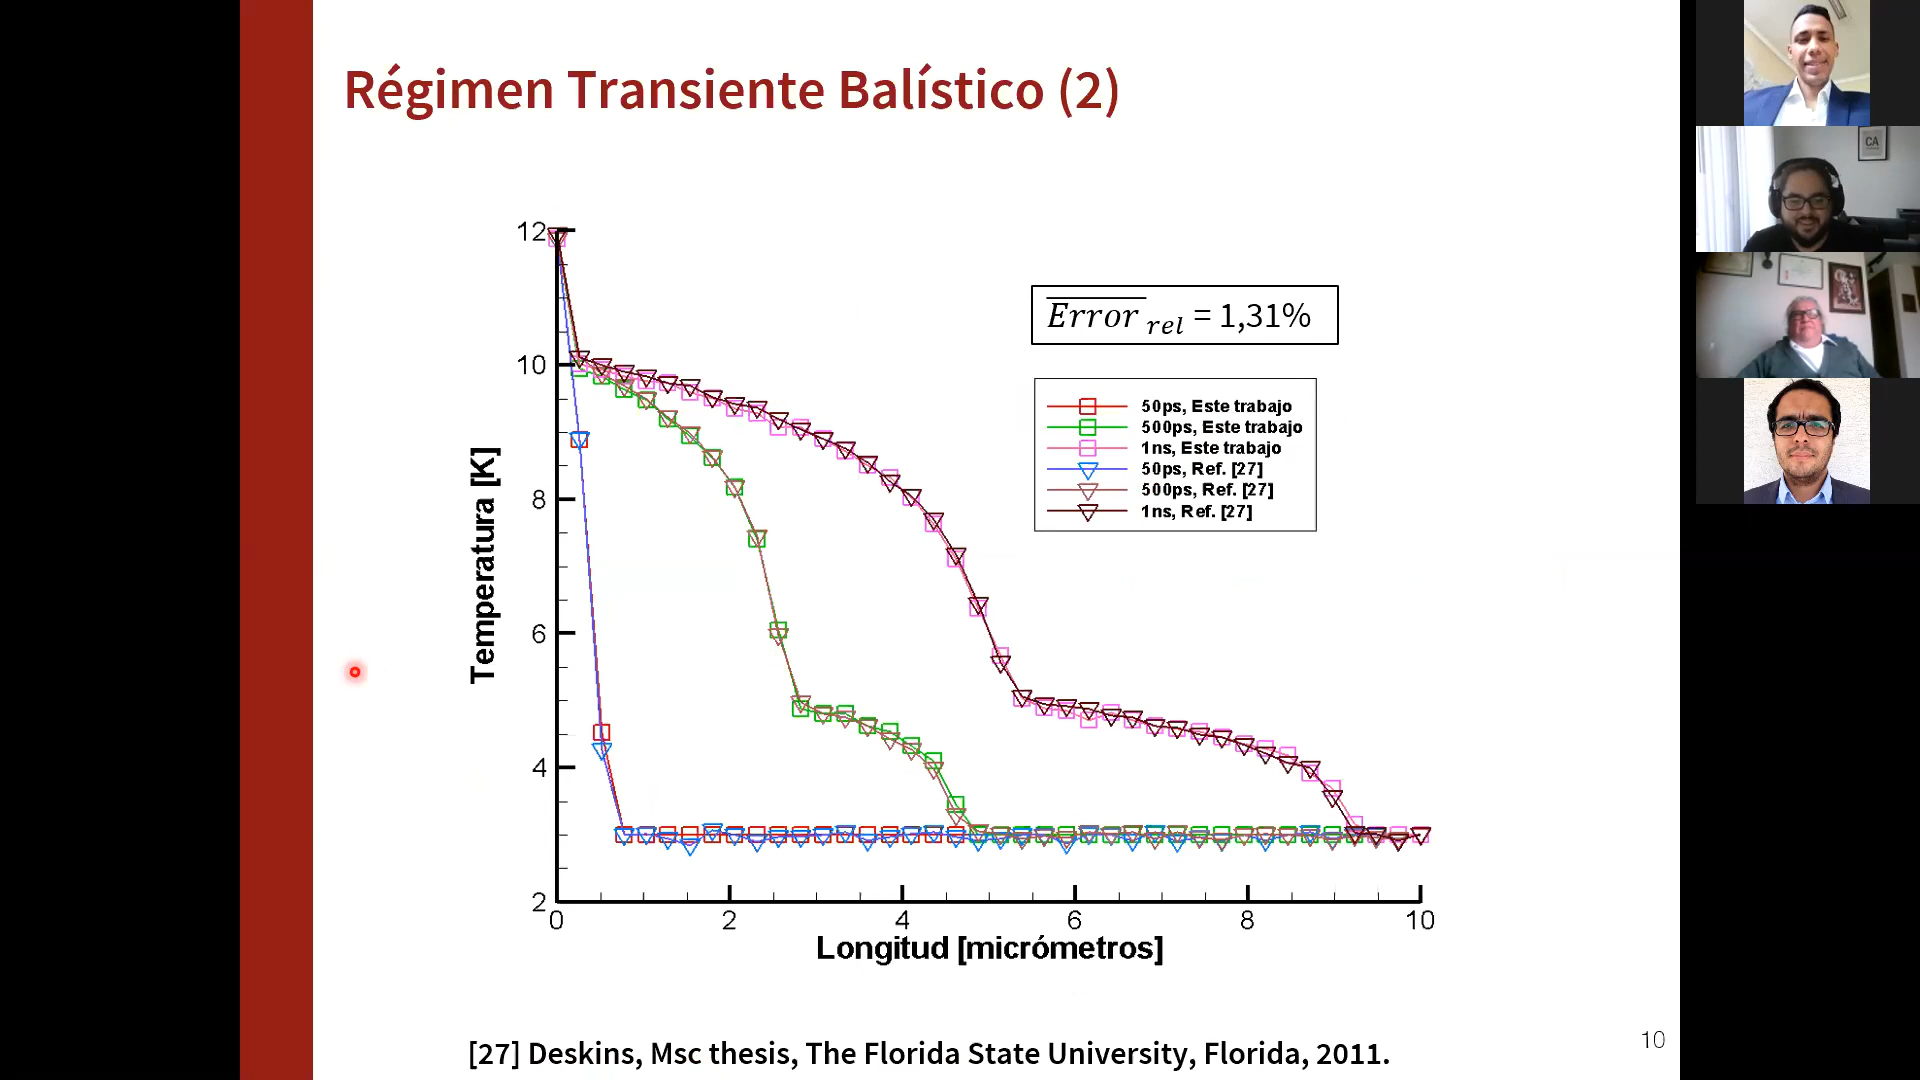 Régimen Transiente Balístico (2)
CA
12
10
8
6
4
2
0 2 4 6 8 10
Temperatura [K]
Longitud [micrómetros]
Error rel = 1,31%
50ps, Este trabajo
500ps, Este trabajo
1ns, Este trabajo
50ps, Ref. [27]
500ps, Ref. [27]
1ns, Ref. [27]
10
[27] Deskins, Msc thesis, The Florida State University, Florida, 2011.